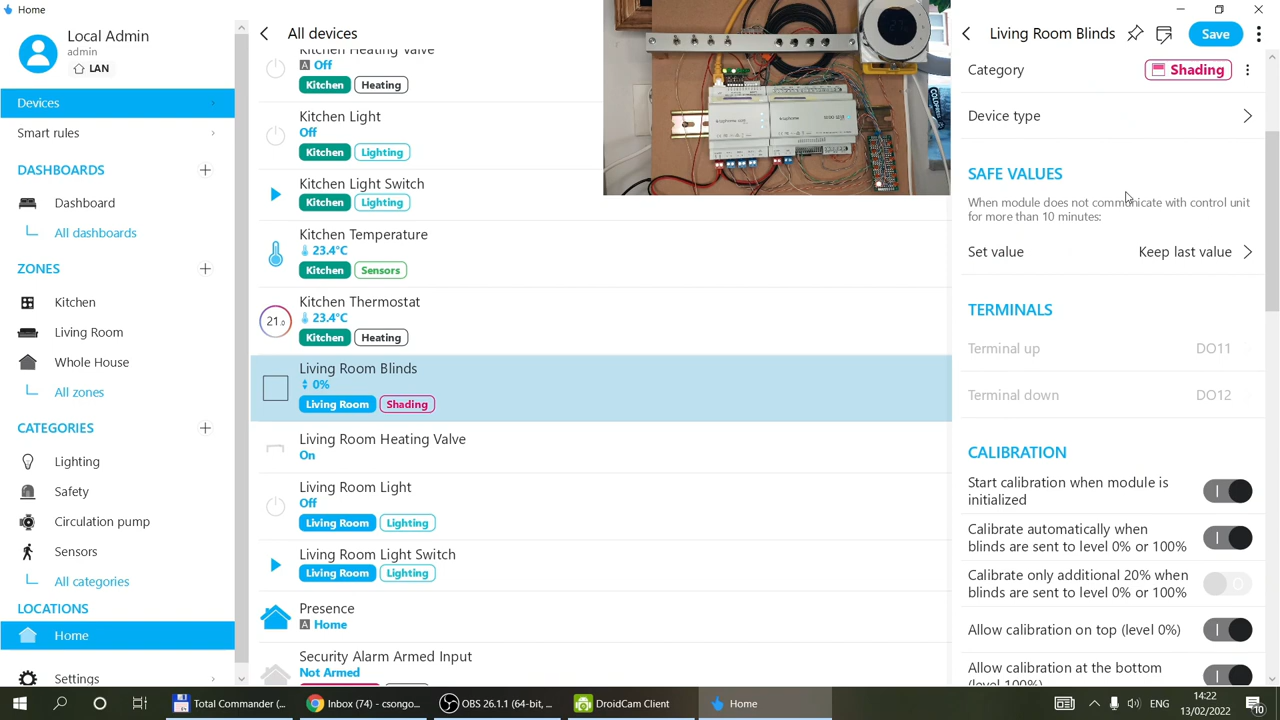 Home
Local Admin
admin
LAN
Devices
Smart rules
DASHBOARDS
Dashboard
All dashboards
ZONES
Kitchen
Living Room
Whole House
All zones
CATEGORIES
Lighting
Safety
Circulation pump
Sensors
All categories
LOCATIONS
Home
Settings
All devices
Kitchen Heating Valve
A Off
Kitchen Heating
Kitchen Light
Off
Kitchen Lighting
Kitchen Light Switch
Kitchen Lighting
Kitchen Temperature
23.4°C
Kitchen Sensors
Kitchen Thermostat
21.0
23.4°C
Kitchen Heating
Living Room Blinds
0%
Living Room Shading
Living Room Heating Valve
On
Living Room Light
Off
Living Room Lighting
Living Room Light Switch
Living Room Lighting
Presence
A Home
Security Alarm Armed Input
Not Armed
Living Room Blinds
Save
Category Shading
Device type
SAFE VALUES
When module does not communicate with control unit
for more than 10 minutes:
Set value Keep last value
TERMINALS
Terminal up DO11
Terminal down DO12
CALIBRATION
Start calibration when module is
initialized
Calibrate automatically when
blinds are sent to level 0% or 100%
Calibrate only additional 20% when
blinds are sent to level 0% or 100%
Allow calibration on top (level 0%)
Allow calibration at the bottom
(level 100%)
Total Commander (...
Inbox (74) - csongo...
OBS 26.1.1 (64-bit, ...
DroidCam Client
Home
ENG
14:22
13/02/2022
10